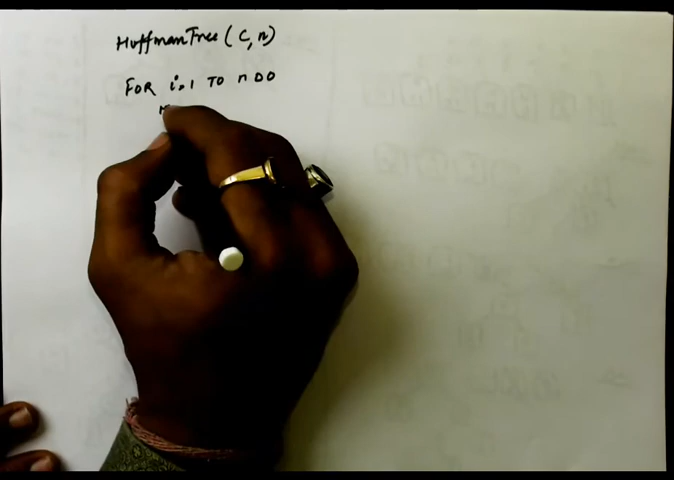 HuffmanTree (C, n)
FOR i=1 TO n DO